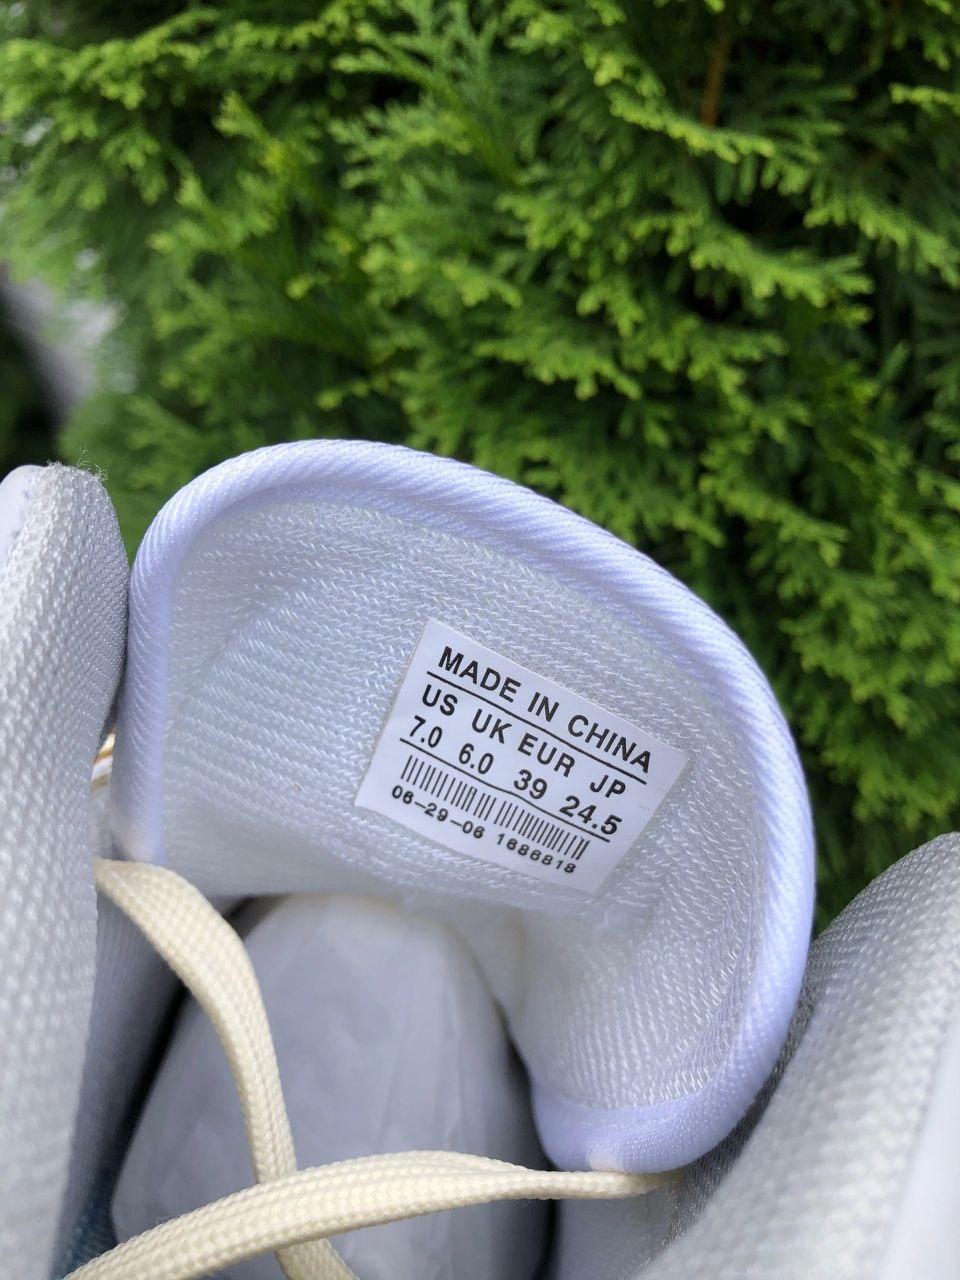 MADE IN CHINA
US UK EUR JP
7.0 6.0 39 24.5
06-29-06 1686818